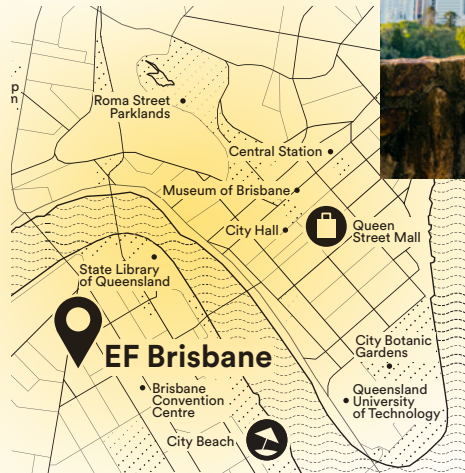 Roma Street
Parklands
Central Station
Museum of Brisbane
City Hall
Queen
Street Mall
State Library
of Queensland
EF Brisbane
City Botanic
Gardens
Brisbane
Convention
Centre
Queensland
University
of Technology
City Beach